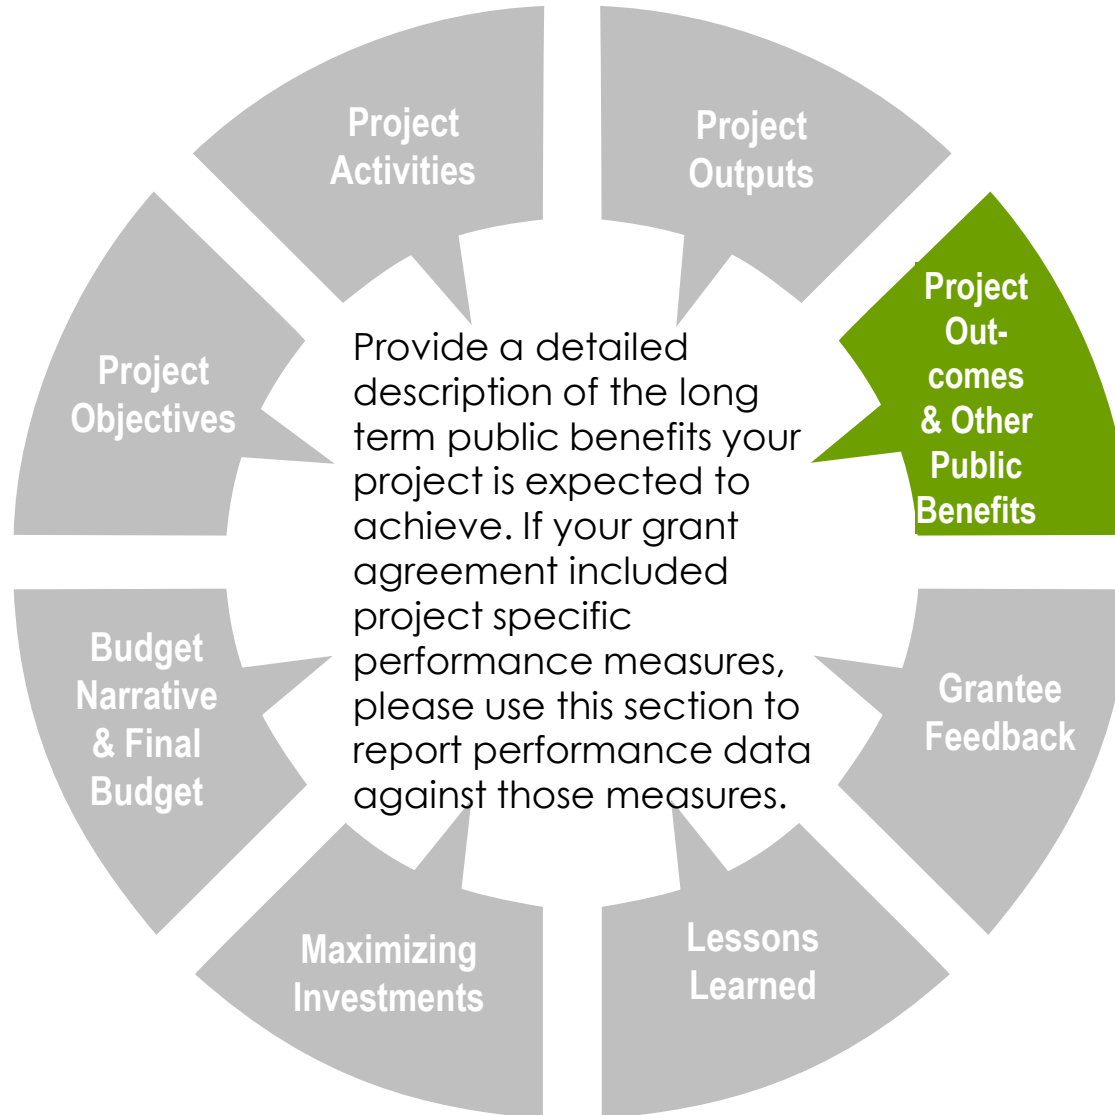 Project
Activities
Project
Outputs
Project
Out-
comes
& Other
Public
Benefits
Grantee
Feedback
Lessons
Learned
Maximizing
Investments
Budget
Narrative
& Final
Budget
Project
Objectives
Provide a detailed
description of the long
term public benefits your
project is expected to
achieve. If your grant
agreement included
project specific
performance measures,
please use this section to
report performance data
against those measures.